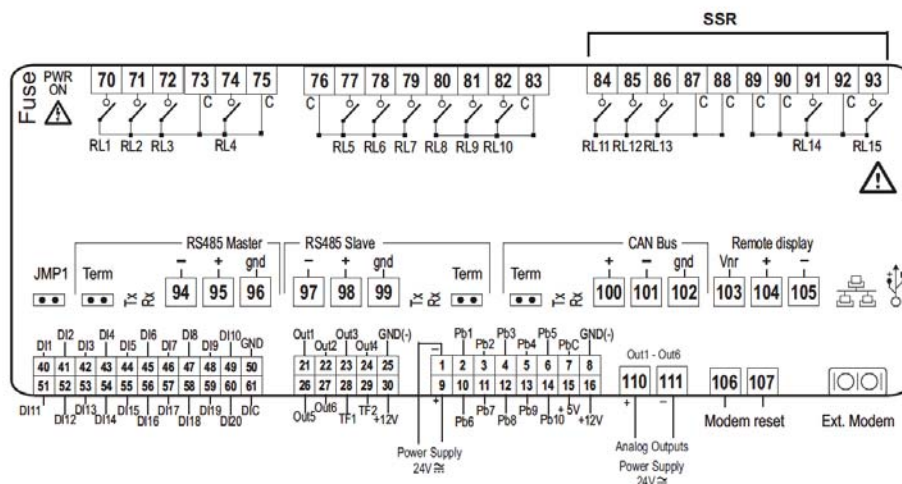 SSR
Fuse
PWR ON
70 71 72 73 74 75
76 77 78 79 80 81 82 83
84 85 86 87 88 89 90 91 92 93
C C
C C
C C C C C
RL1 RL2 RL3 RL4
RL5 RL6 RL7 RL8 RL9 RL10
RL11 RL12 RL13 RL14 RL15
RS485 Master
RS485 Slave
CAN Bus
Remote display
JMP1
Term
Tx
Rx
− + gnd
94 95 96
− + gnd
97 98 99
Tx
Rx
Term
Term
Tx
Rx
+ − gnd
100 101 102
Vnr + −
103 104 105
DI1 DI2 DI3 DI4 DI5 DI6 DI7 DI8 DI9 DI10 GND
40 41 42 43 44 45 46 47 48 49 50
51 52 53 54 55 56 57 58 59 60 61
DI11 DI12 DI13 DI14 DI15 DI16 DI17 DI18 DI19 DI20 DIC
Out1 Out2 Out3 Out4 GND(-)
21 22 23 24 25
26 27 28 29 30
Out5 Out6 TF1 TF2 +12V
− Pb1 Pb2 Pb3 Pb4 Pb5 PbC GND(-)
1 2 3 4 5 6 7 8
9 10 11 12 13 14 15 16
+ Pb6 Pb7 Pb8 Pb9 Pb10 + 5V +12V
Power Supply
24V
Out1 - Out6
110 111
+ −
Analog Outputs
Power Supply
24V
106 107
Modem reset
Ext. Modem